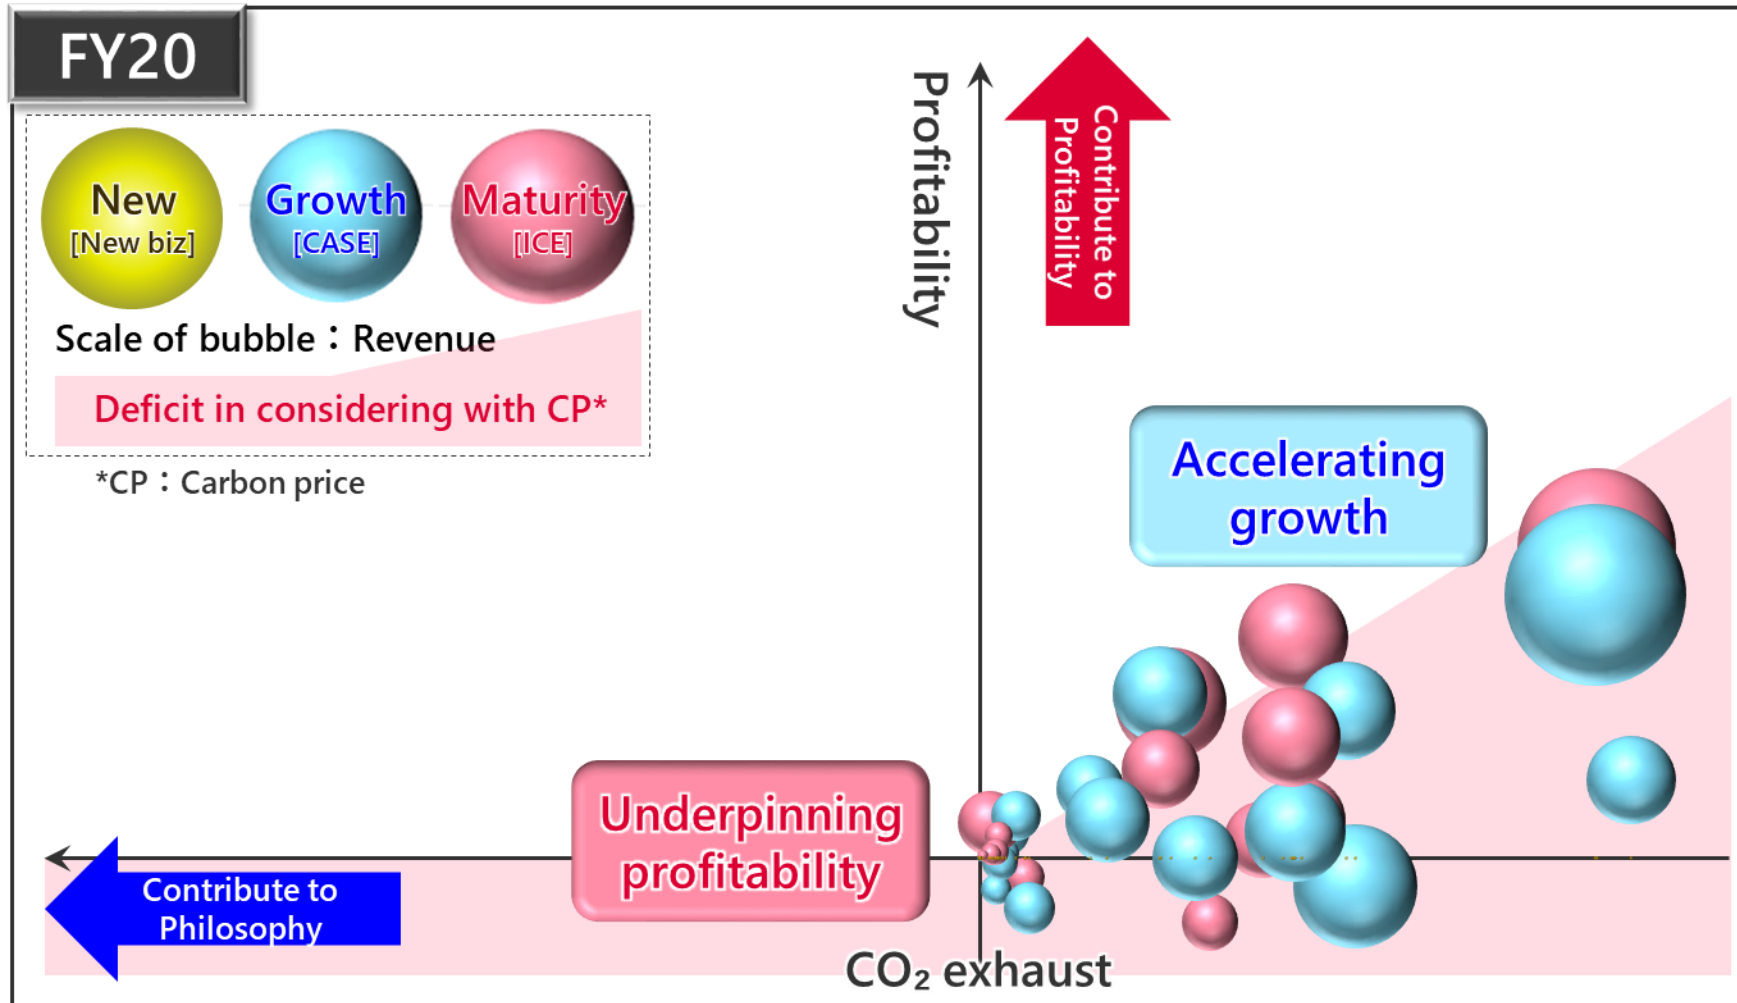 FY20
New
[New biz]
Growth
[CASE]
Maturity
[ICE]
Scale of bubble：Revenue
Deficit in considering with CP*
*CP：Carbon price
Profitability
Contribute to
Profitability
Accelerating
growth
Underpinning
profitability
Contribute to
Philosophy
CO₂ exhaust